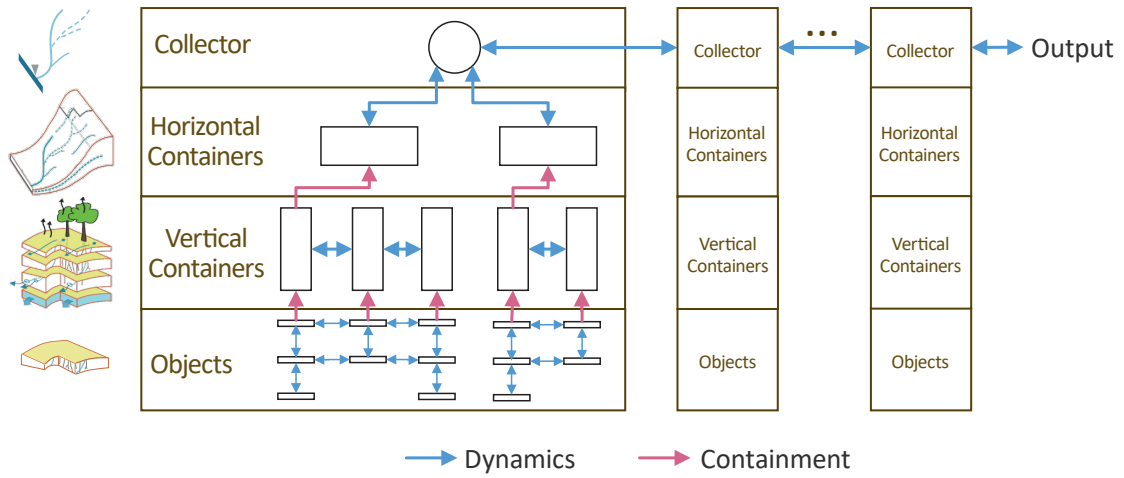 Collector
Horizontal
Containers
Vertical
Containers
Objects
Collector
Horizontal
Containers
Vertical
Containers
Objects
...
Collector
Horizontal
Containers
Vertical
Containers
Objects
Output
Dynamics
Containment